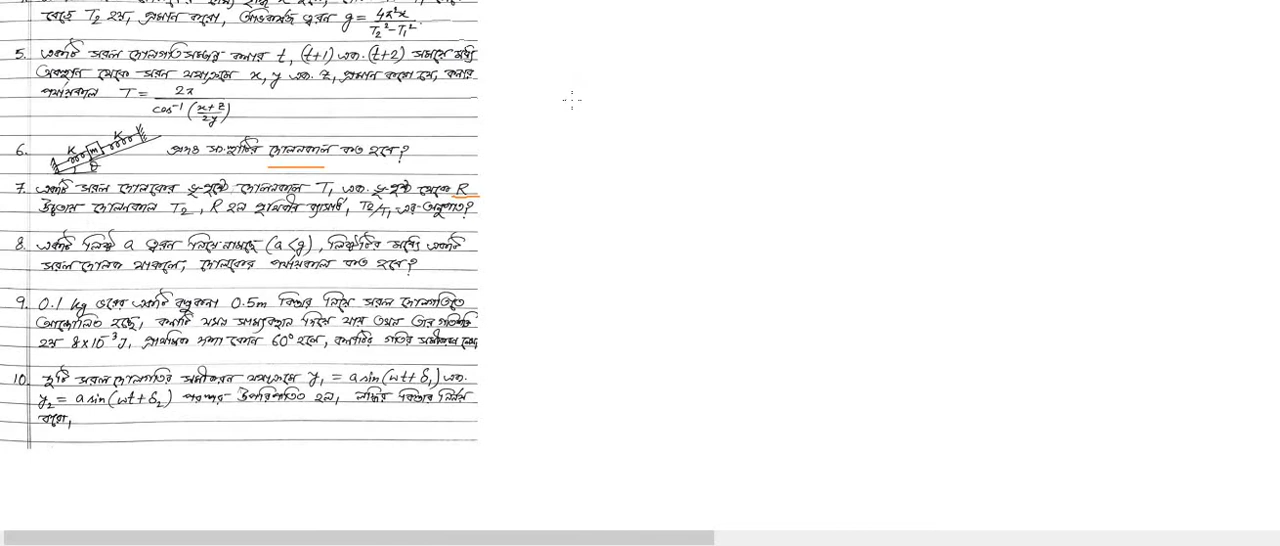 বেড়ে T₂ হয়, প্রমাণ করো, অভিকর্ষজ ত্বরণ g = 4π²x / T₂² – T₁²
5. একটি সরল দোলগতিসম্পন্ন কণার t, (t+1) এবং (t+2) সময়ে মধ্য
অবস্থান থেকে সরণ যথাক্রমে x, y এবং z, প্রমাণ করো যে, কণার
পর্যায়কাল T = 2π / cos⁻¹ (x+z / 2y)
K m K θ
6. প্রদত্ত সংস্থাটির দোলনকাল কত হবে?
7. একটি সরল দোলকের ভূ-পৃষ্ঠে দোলনকাল T₁ এবং ভূ-পৃষ্ঠ থেকে R
উচ্চতায় দোলনকাল T₂, R হল পৃথিবীর ব্যাসার্ধ, T2/T₁ এর অনুপাত?
8. একটি লিফ্ট a ত্বরণ নিয়ে নামছে (a < g), লিফ্টটির মধ্যে একটি
সরল দোলক থাকলে, দোলকের পর্যায়কাল কত হবে?
9. 0.1 kg ভরের একটি বস্তুকণা 0.5m বিস্তার নিয়ে সরল দোলগতিতে
আন্দোলিত হচ্ছে, কণাটি যখন সাম্যাবস্থান দিয়ে যায় তখন তার গতিশক্তি
হয় 8×10⁻³J, প্রাথমিক দশা কোণ 60° হলে, কণাটির গতির সমীকরণ
10. দুটি সরল দোলগতির সমীকরণ যথাক্রমে y₁ = a sin (ωt + δ₁) এবং
y₂ = a sin (ωt + δ₂) পরস্পর উপরিপাতিত হল, লব্ধির বিস্তার নির্ণয়
করো,